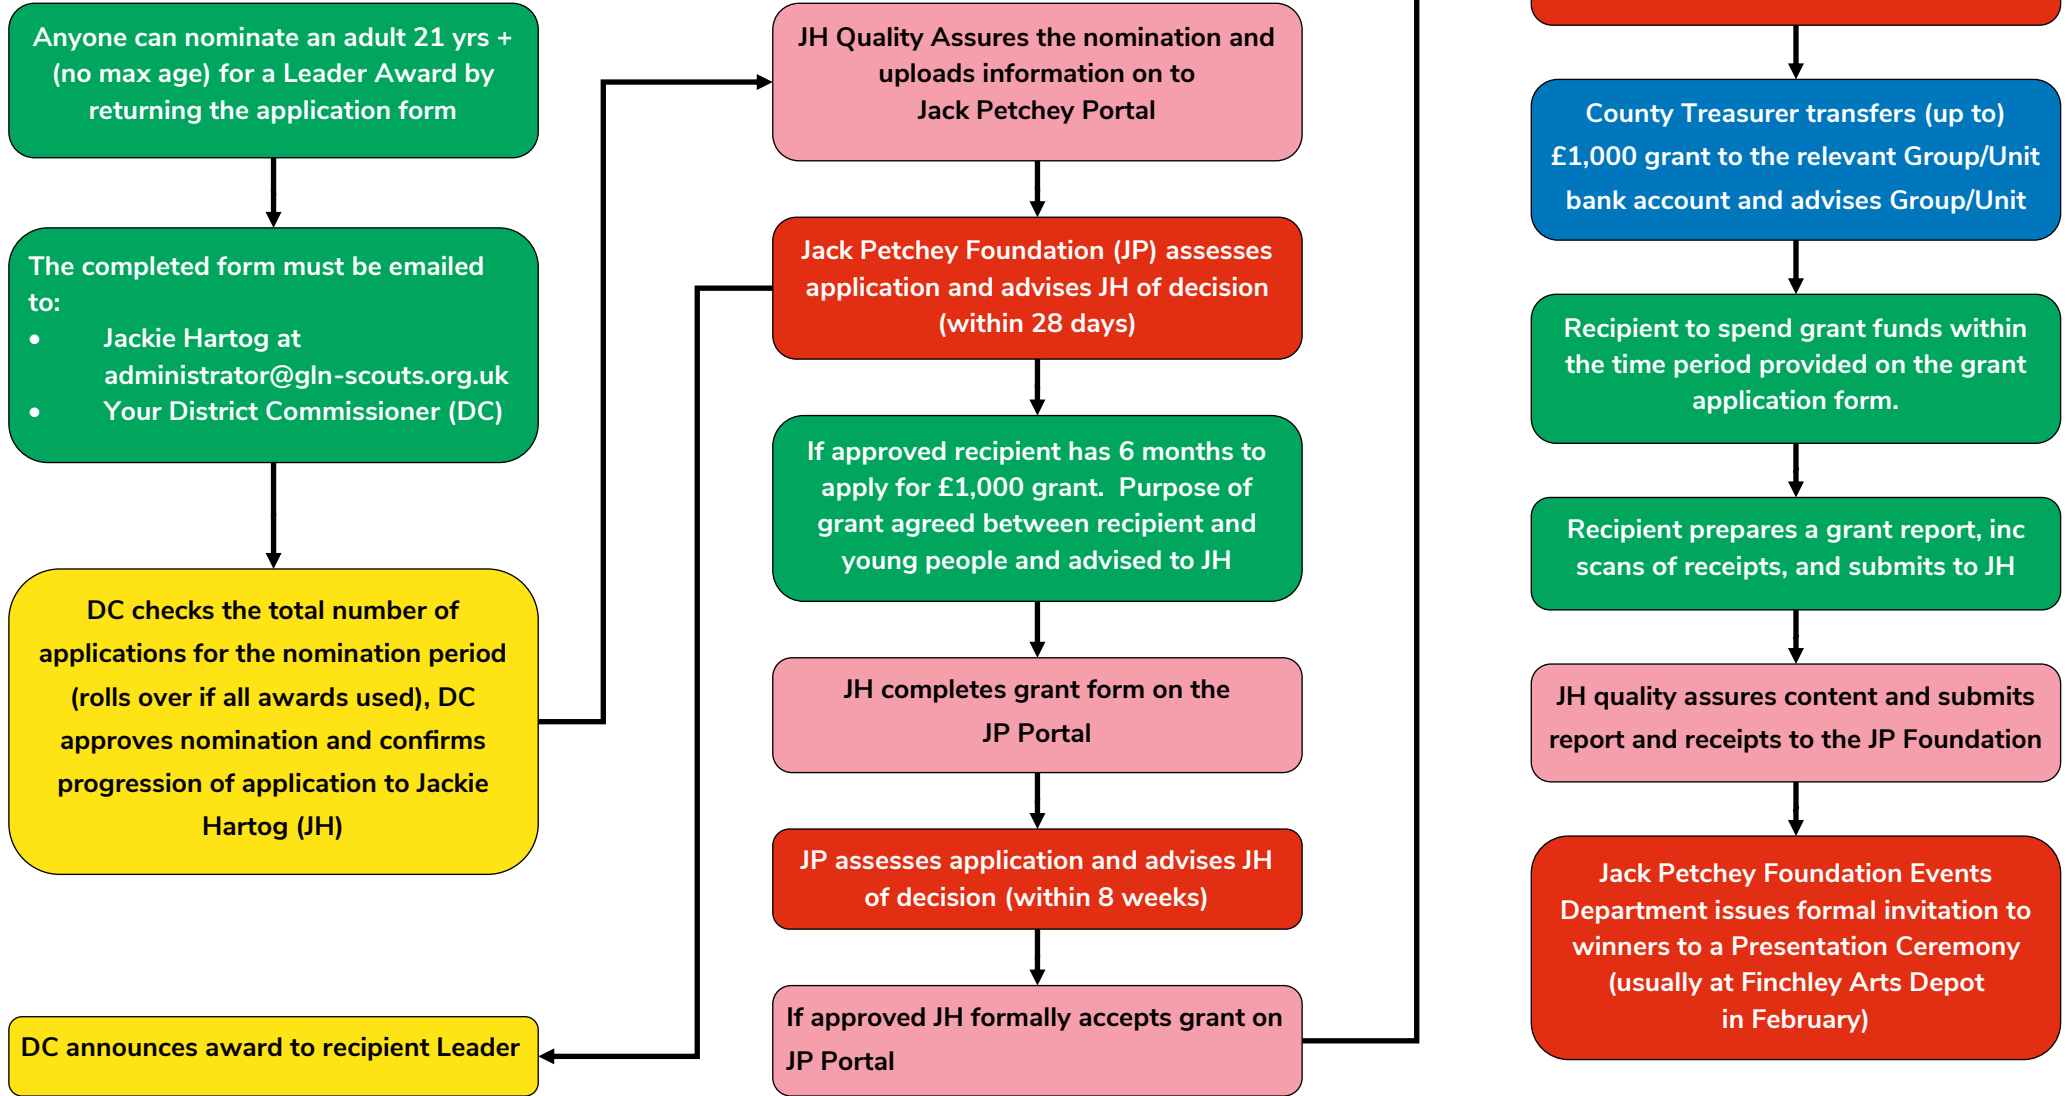 Anyone can nominate an adult 21 yrs +
(no max age) for a Leader Award by
returning the application form
The completed form must be emailed
to:
• Jackie Hartog at
administrator@gln-scouts.org.uk
• Your District Commissioner (DC)
DC checks the total number of
applications for the nomination period
(rolls over if all awards used), DC
approves nomination and confirms
progression of application to Jackie
Hartog (JH)
DC announces award to recipient Leader
JH Quality Assures the nomination and
uploads information on to
Jack Petchey Portal
Jack Petchey Foundation (JP) assesses
application and advises JH of decision
(within 28 days)
If approved recipient has 6 months to
apply for £1,000 grant. Purpose of
grant agreed between recipient and
young people and advised to JH
JH completes grant form on the
JP Portal
JP assesses application and advises JH
of decision (within 8 weeks)
If approved JH formally accepts grant on
JP Portal
County Treasurer transfers (up to)
£1,000 grant to the relevant Group/Unit
bank account and advises Group/Unit
Recipient to spend grant funds within
the time period provided on the grant
application form.
Recipient prepares a grant report, inc
scans of receipts, and submits to JH
JH quality assures content and submits
report and receipts to the JP Foundation
Jack Petchey Foundation Events
Department issues formal invitation to
winners to a Presentation Ceremony
(usually at Finchley Arts Depot
in February)